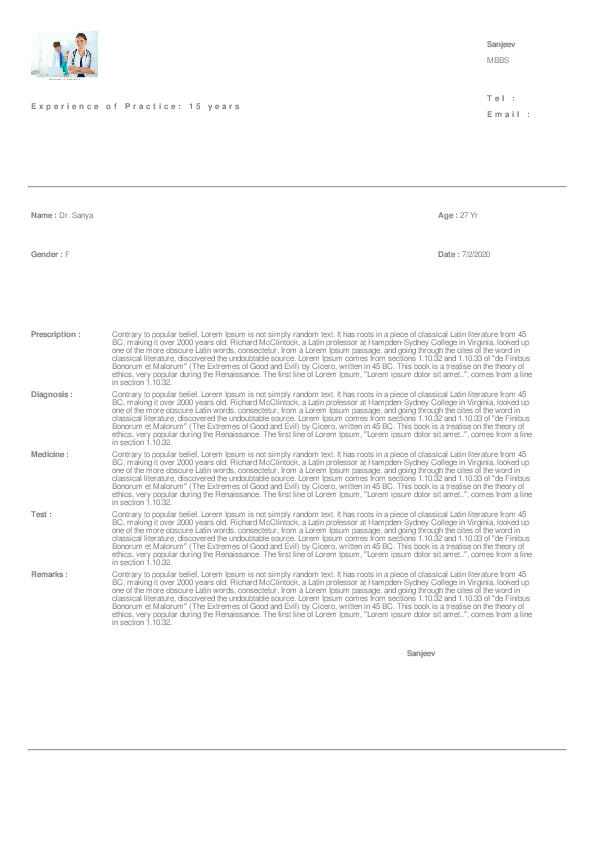 Sanjeev
MBBS
Tel :
Experience of Practice: 15 years
Email :
Name : Dr. Sanya
Age : 27 Yr
Gender : F
Date : 7/2/2020
Prescription : Contrary to popular belief, Lorem Ipsum is not simply random text. It has roots in a piece of classical Latin literature from 45
BC, making it over 2000 years old. Richard McClintock, a Latin professor at Hampden-Sydney College in Virginia, looked up
one of the more obscure Latin words, consectetur, from a Lorem Ipsum passage, and going through the cites of the word in
classical literature, discovered the undoubtable source. Lorem Ipsum comes from sections 1.10.32 and 1.10.33 of "de Finibus
Bonorum et Malorum" (The Extremes of Good and Evil) by Cicero, written in 45 BC. This book is a treatise on the theory of
ethics, very popular during the Renaissance. The first line of Lorem Ipsum, "Lorem ipsum dolor sit amet..", comes from a line
in section 1.10.32.
Diagnosis : Contrary to popular belief, Lorem Ipsum is not simply random text. It has roots in a piece of classical Latin literature from 45
BC, making it over 2000 years old. Richard McClintock, a Latin professor at Hampden-Sydney College in Virginia, looked up
one of the more obscure Latin words, consectetur, from a Lorem Ipsum passage, and going through the cites of the word in
classical literature, discovered the undoubtable source. Lorem Ipsum comes from sections 1.10.32 and 1.10.33 of "de Finibus
Bonorum et Malorum" (The Extremes of Good and Evil) by Cicero, written in 45 BC. This book is a treatise on the theory of
ethics, very popular during the Renaissance. The first line of Lorem Ipsum, "Lorem ipsum dolor sit amet..", comes from a line
in section 1.10.32.
Medicine : Contrary to popular belief, Lorem Ipsum is not simply random text. It has roots in a piece of classical Latin literature from 45
BC, making it over 2000 years old. Richard McClintock, a Latin professor at Hampden-Sydney College in Virginia, looked up
one of the more obscure Latin words, consectetur, from a Lorem Ipsum passage, and going through the cites of the word in
classical literature, discovered the undoubtable source. Lorem Ipsum comes from sections 1.10.32 and 1.10.33 of "de Finibus
Bonorum et Malorum" (The Extremes of Good and Evil) by Cicero, written in 45 BC. This book is a treatise on the theory of
ethics, very popular during the Renaissance. The first line of Lorem Ipsum, "Lorem ipsum dolor sit amet..", comes from a line
in section 1.10.32.
Test : Contrary to popular belief, Lorem Ipsum is not simply random text. It has roots in a piece of classical Latin literature from 45
BC, making it over 2000 years old. Richard McClintock, a Latin professor at Hampden-Sydney College in Virginia, looked up
one of the more obscure Latin words, consectetur, from a Lorem Ipsum passage, and going through the cites of the word in
classical literature, discovered the undoubtable source. Lorem Ipsum comes from sections 1.10.32 and 1.10.33 of "de Finibus
Bonorum et Malorum" (The Extremes of Good and Evil) by Cicero, written in 45 BC. This book is a treatise on the theory of
ethics, very popular during the Renaissance. The first line of Lorem Ipsum, "Lorem ipsum dolor sit amet..", comes from a line
in section 1.10.32.
Remarks : Contrary to popular belief, Lorem Ipsum is not simply random text. It has roots in a piece of classical Latin literature from 45
BC, making it over 2000 years old. Richard McClintock, a Latin professor at Hampden-Sydney College in Virginia, looked up
one of the more obscure Latin words, consectetur, from a Lorem Ipsum passage, and going through the cites of the word in
classical literature, discovered the undoubtable source. Lorem Ipsum comes from sections 1.10.32 and 1.10.33 of "de Finibus
Bonorum et Malorum" (The Extremes of Good and Evil) by Cicero, written in 45 BC. This book is a treatise on the theory of
ethics, very popular during the Renaissance. The first line of Lorem Ipsum, "Lorem ipsum dolor sit amet..", comes from a line
in section 1.10.32.
Sanjeev